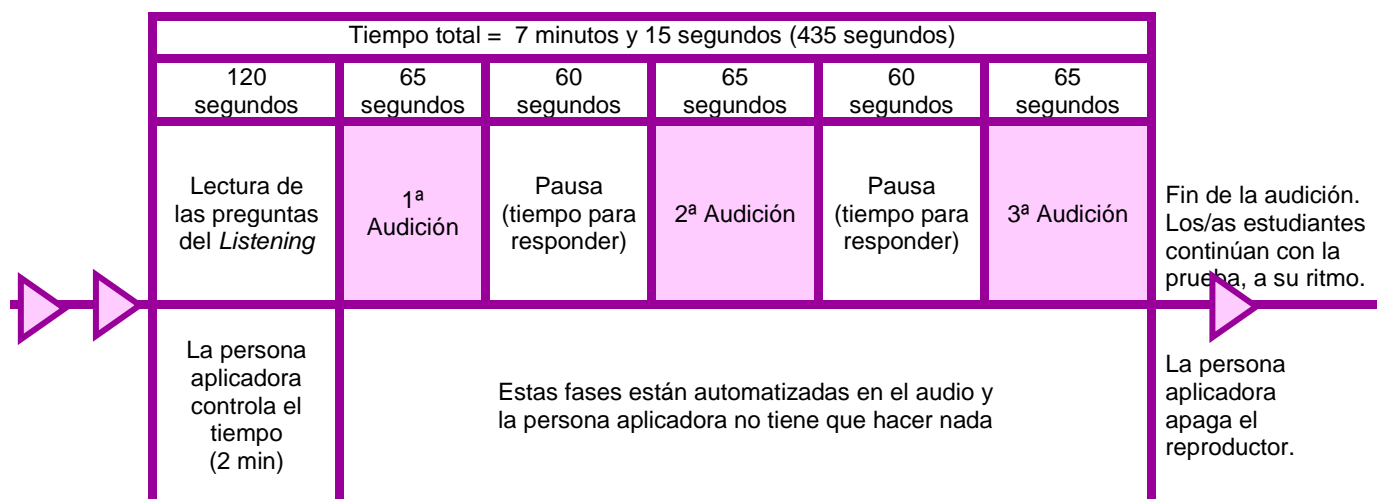 Tiempo total = 7 minutos y 15 segundos (435 segundos)
120
segundos
65
segundos
60
segundos
65
segundos
60
segundos
65
segundos
Lectura de
las preguntas
del Listening
1ª
Audición
Pausa
(tiempo para
responder)
2ª Audición
Pausa
(tiempo para
responder)
3ª Audición
Fin de la audición.
Los/as estudiantes
continúan con la
prueba, a su ritmo.
La persona
aplicadora
controla el
tiempo
(2 min)
Estas fases están automatizadas en el audio y
la persona aplicadora no tiene que hacer nada
La persona
aplicadora
apaga el
reproductor.